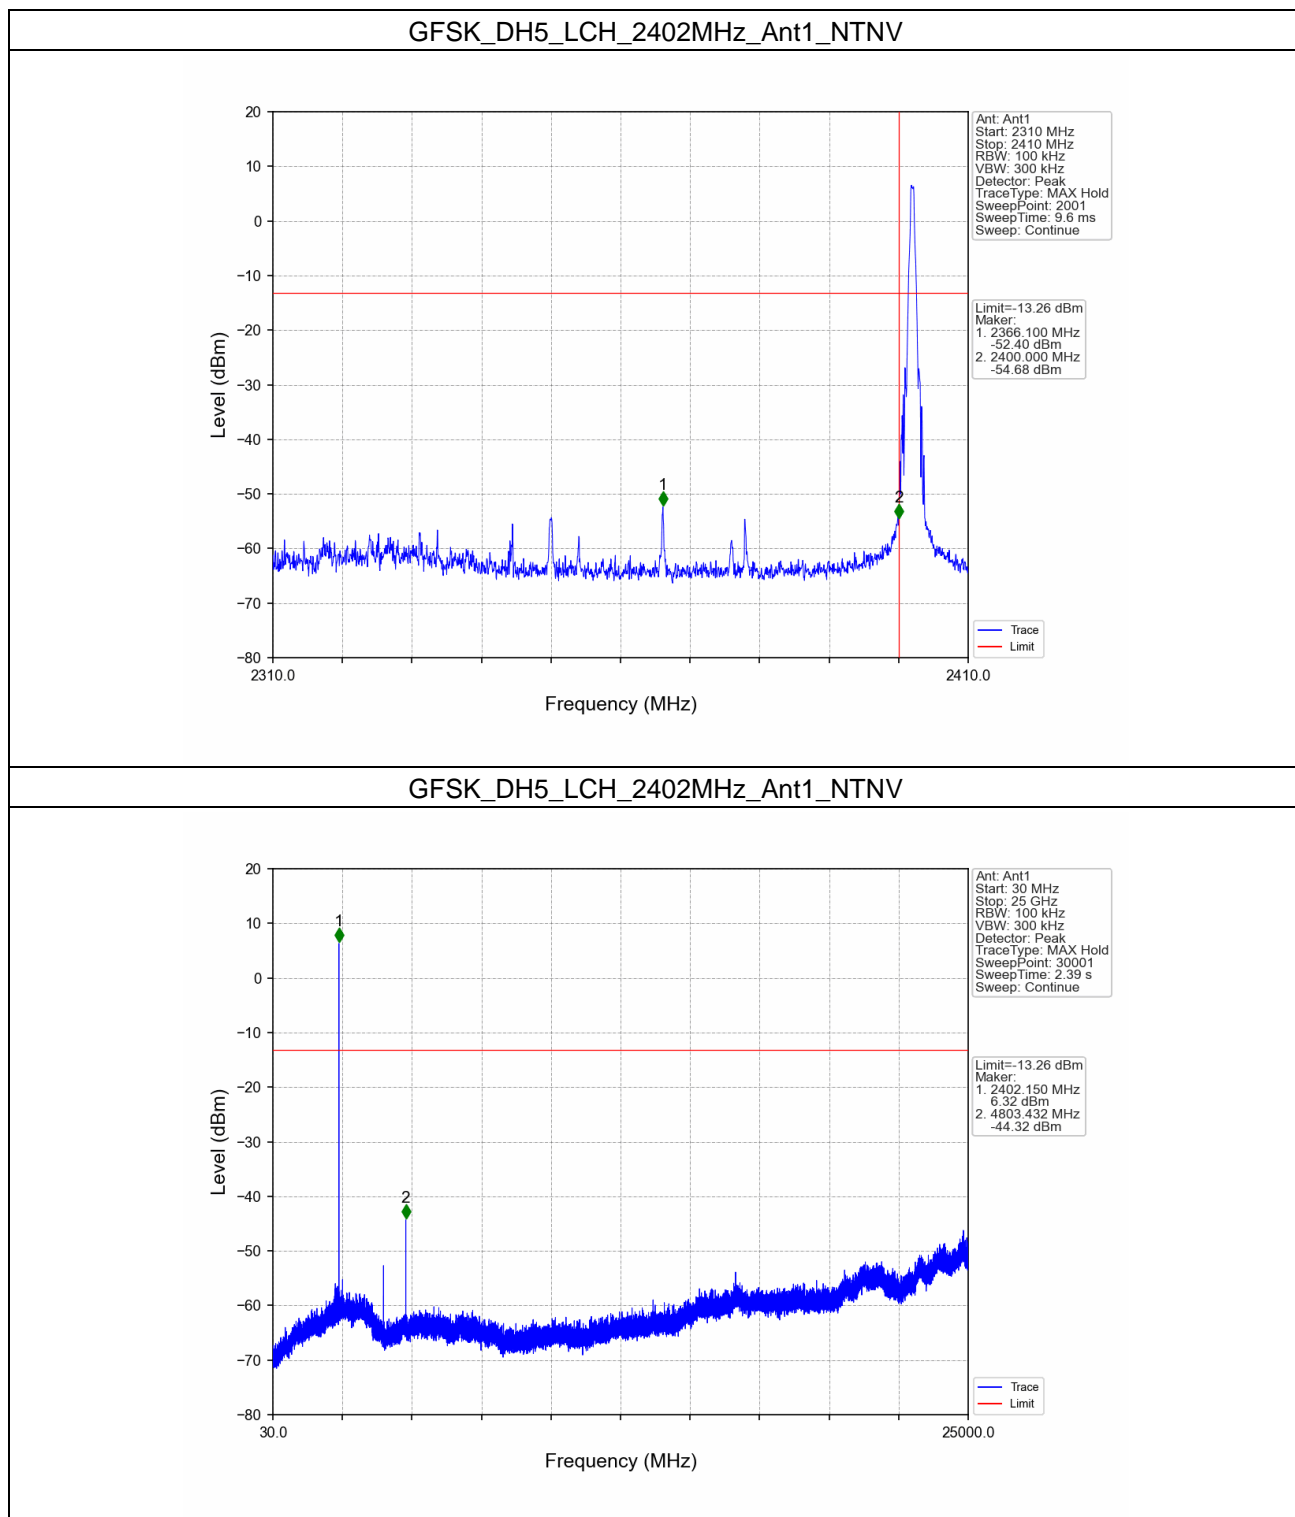 GFSK_DH5_LCH_2402MHz_Ant1_NTNV
20
10
0
−10
−20
−30
−40
−50
−60
−70
−80
Level (dBm)
1
2
2310.0
2410.0
Frequency (MHz)
Ant: Ant1
Start: 2310 MHz
Stop: 2410 MHz
RBW: 100 kHz
VBW: 300 kHz
Detector: Peak
TraceType: MAX Hold
SweepPoint: 2001
SweepTime: 9.6 ms
Sweep: Continue
Limit=-13.26 dBm
Maker:
1. 2366.100 MHz
-52.40 dBm
2. 2400.000 MHz
-54.68 dBm
Trace
Limit
GFSK_DH5_LCH_2402MHz_Ant1_NTNV
20
10
0
−10
−20
−30
−40
−50
−60
−70
−80
Level (dBm)
1
2
30.0
25000.0
Frequency (MHz)
Ant: Ant1
Start: 30 MHz
Stop: 25 GHz
RBW: 100 kHz
VBW: 300 kHz
Detector: Peak
TraceType: MAX Hold
SweepPoint: 30001
SweepTime: 2.39 s
Sweep: Continue
Limit=-13.26 dBm
Maker:
1. 2402.150 MHz
6.32 dBm
2. 4803.432 MHz
-44.32 dBm
Trace
Limit